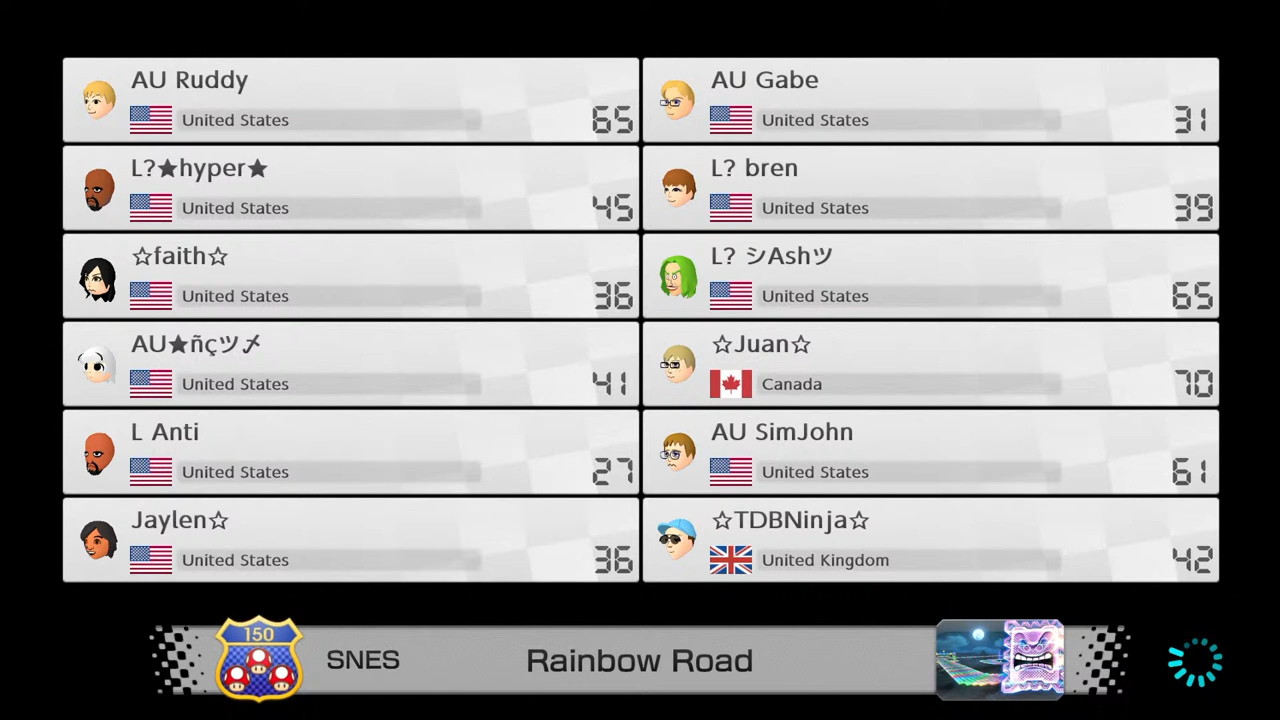 AU Ruddy
United States
65
AU Gabe
United States
31
L?★hyper★
United States
45
L? bren
United States
39
☆faith☆
United States
36
L? シAshツ
United States
65
AU★ñçツ〆
United States
41
☆Juan☆
Canada
70
L Anti
United States
27
AU SimJohn
United States
61
Jaylen☆
United States
36
☆TDBNinja☆
United Kingdom
42
150
SNES
Rainbow Road